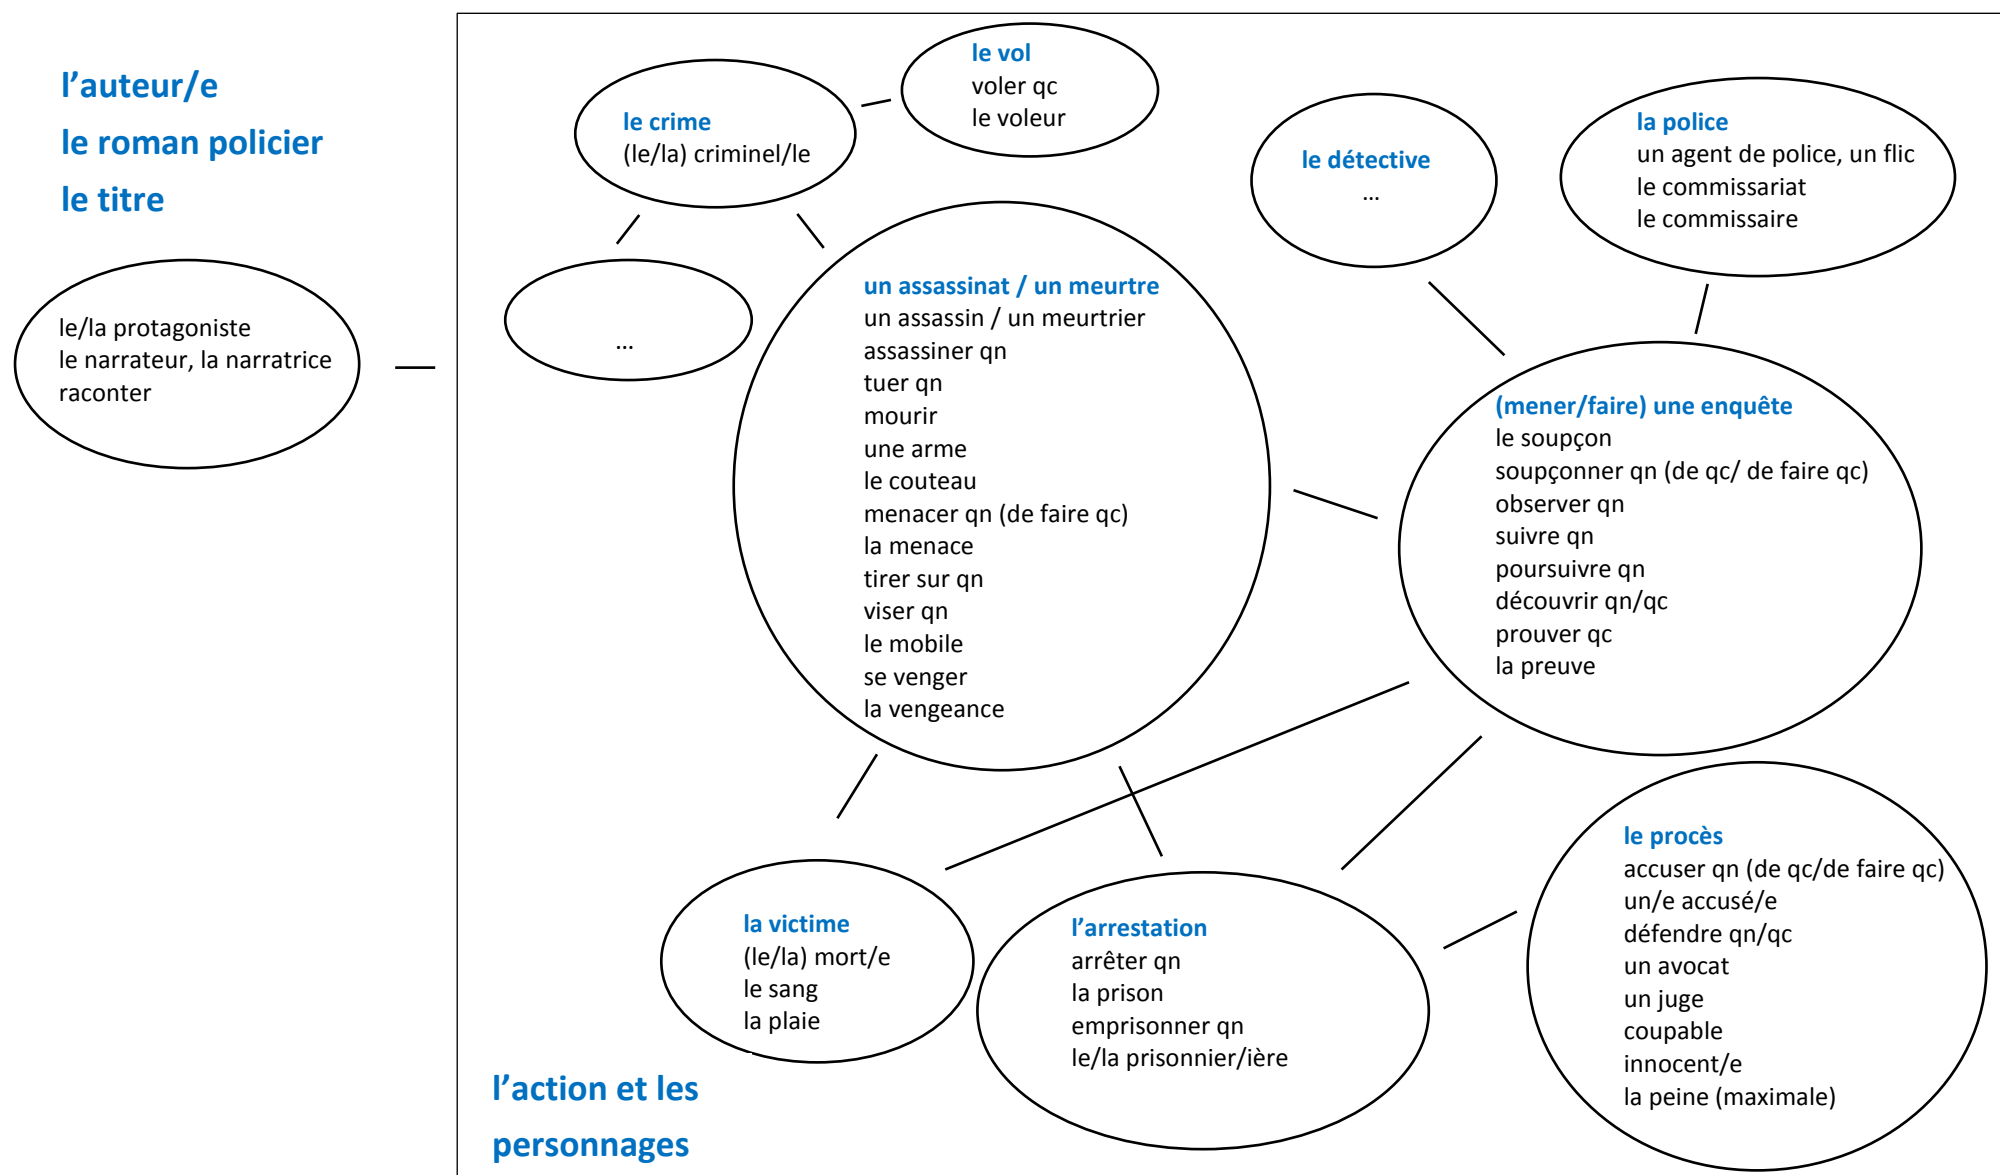 l’auteur/e
le roman policier
le titre
le/la protagoniste
le narrateur, la narratrice
raconter
le crime
(le/la) criminel/le
le vol
voler qc
le voleur
...
un assassinat / un meurtre
un assassin / un meurtrier
assassiner qn
tuer qn
mourir
une arme
le couteau
menacer qn (de faire qc)
la menace
tirer sur qn
viser qn
le mobile
se venger
la vengeance
le détective
...
la police
un agent de police, un flic
le commissariat
le commissaire
(mener/faire) une enquête
le soupçon
soupçonner qn (de qc/ de faire qc)
observer qn
suivre qn
poursuivre qn
découvrir qn/qc
prouver qc
la preuve
la victime
(le/la) mort/e
le sang
la plaie
l’arrestation
arrêter qn
la prison
emprisonner qn
le/la prisonnier/ière
le procès
accuser qn (de qc/de faire qc)
un/e accusé/e
défendre qn/qc
un avocat
un juge
coupable
innocent/e
la peine (maximale)
l’action et les
personnages